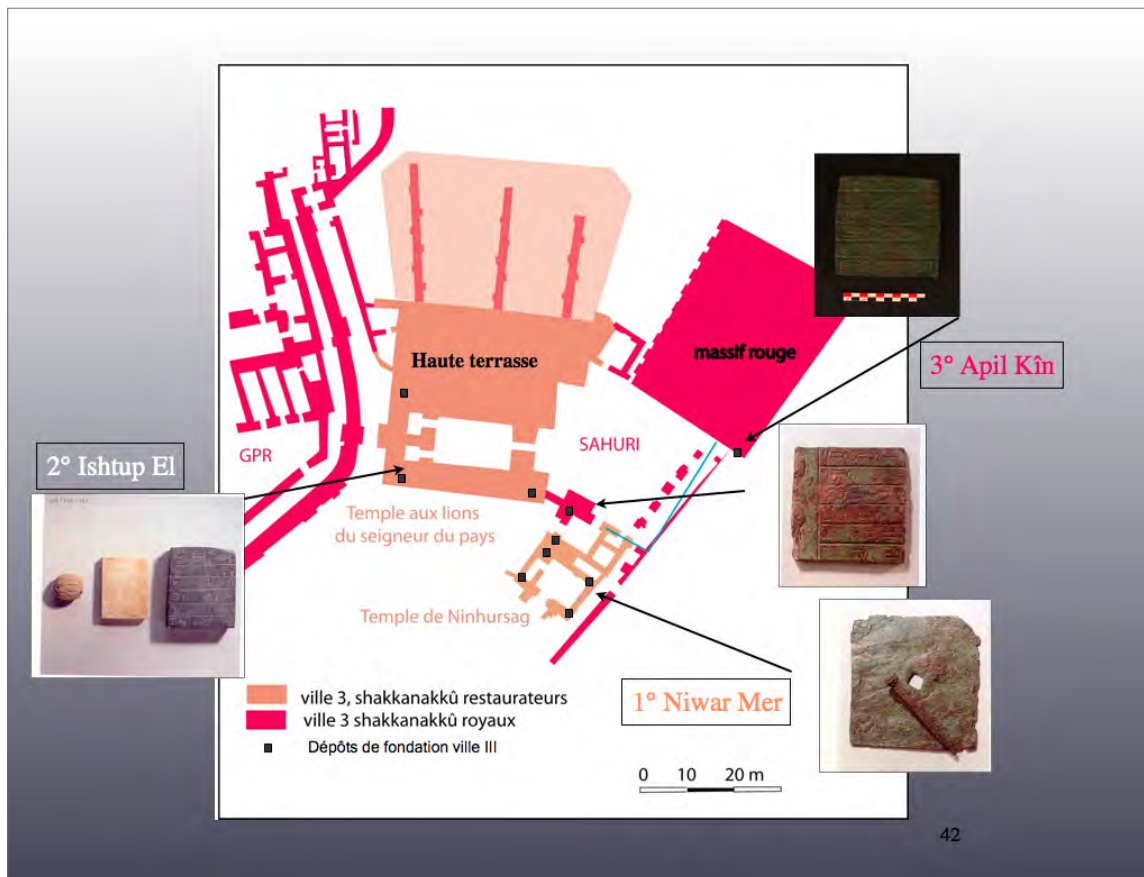 Haute terrasse
massif rouge
3° Apil Kîn
SAHURI
GPR
2° Ishtup El
Temple aux lions
du seigneur du pays
Temple de Ninhursag
1° Niwar Mer
ville 3, shakkanakkû restaurateurs
ville 3 shakkanakkû royaux
Dépôts de fondation ville III
0 10 20 m
42